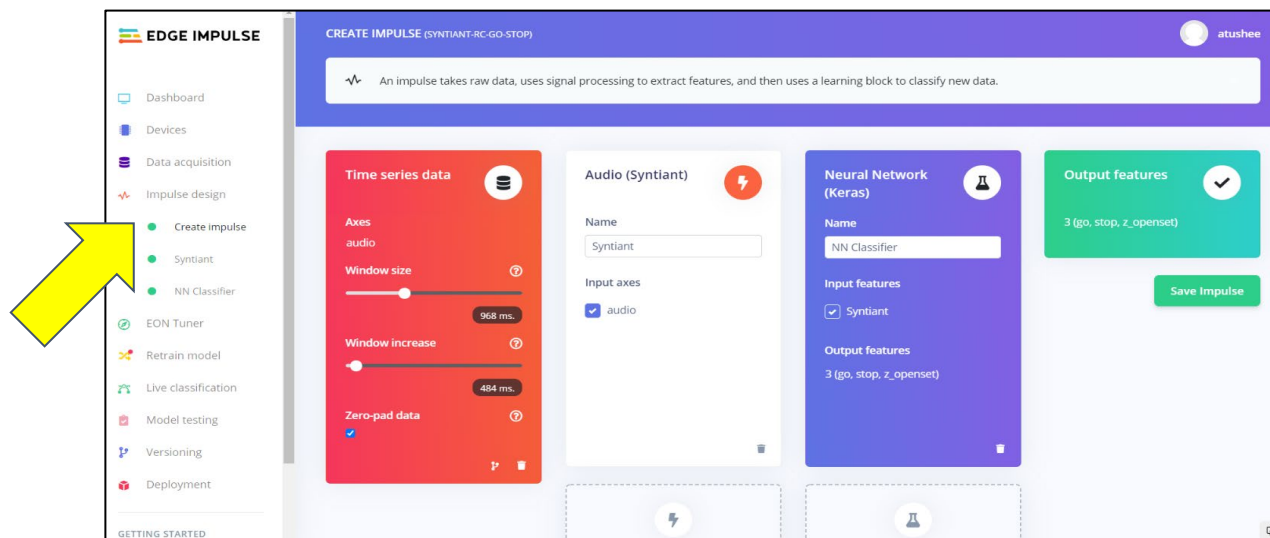 EDGE IMPULSE
Dashboard
Devices
Data acquisition
Impulse design
Create impulse
Syntiant
NN Classifier
EON Tuner
Retrain model
Live classification
Model testing
Versioning
Deployment
GETTING STARTED
CREATE IMPULSE (SYNTIANT-RC-GO-STOP)
atushee
An impulse takes raw data, uses signal processing to extract features, and then uses a learning block to classify new data.
Time series data
Axes
audio
Window size
968 ms.
Window increase
484 ms.
Zero-pad data
Audio (Syntiant)
Name
Syntiant
Input axes
audio
Neural Network
(Keras)
Name
NN Classifier
Input features
Syntiant
Output features
3 (go, stop, z_openset)
Output features
3 (go, stop, z_openset)
Save Impulse